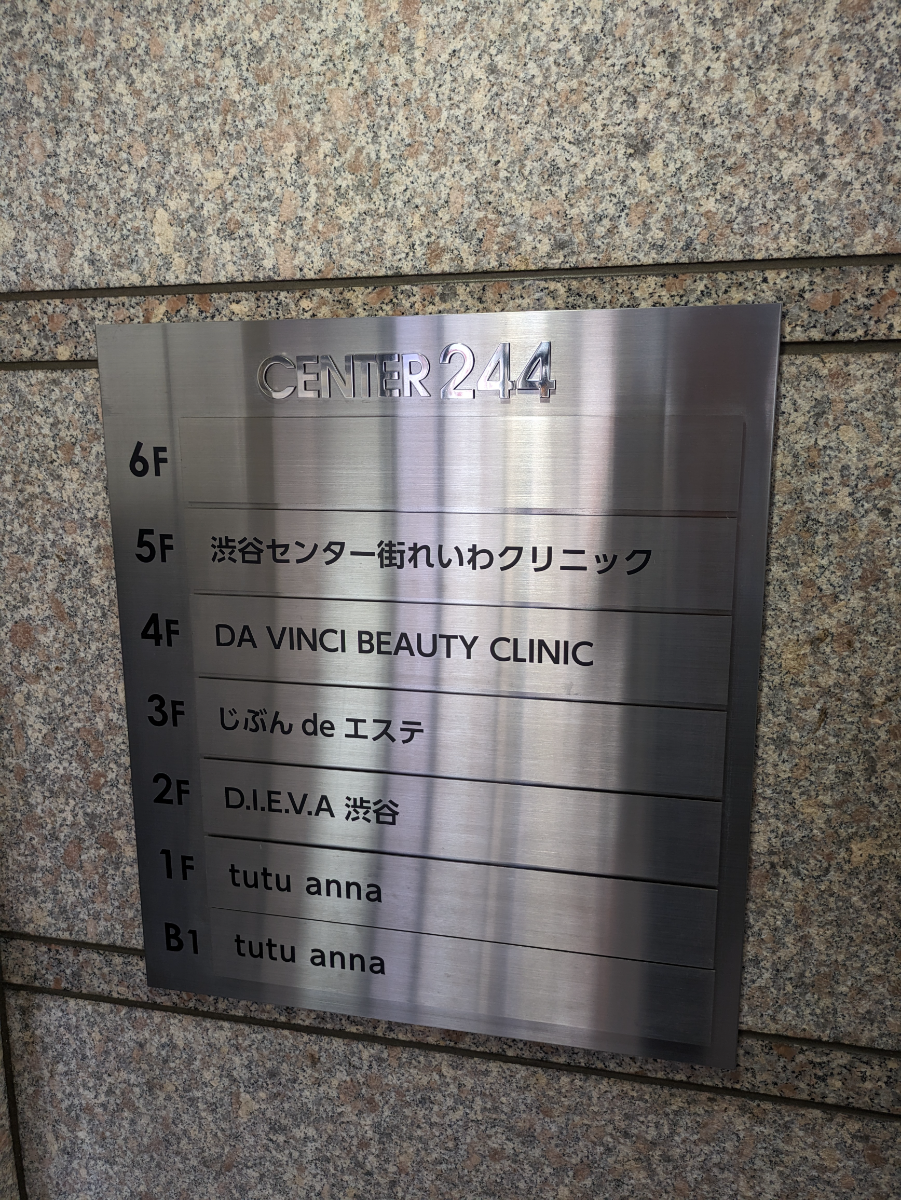 CENTER 244
6F
5F 渋谷センター街れいわクリニック
4F DA VINCI BEAUTY CLINIC
3F じぶん de エステ
2F D.I.E.V.A 渋谷
1F tutu anna
B1 tutu anna